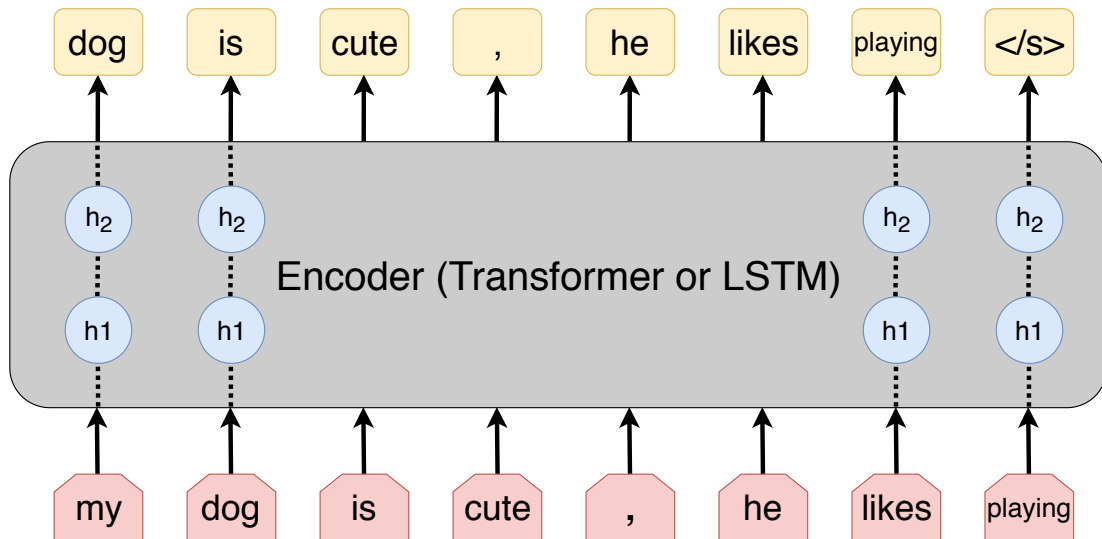 dog is cute , he likes playing </s>
h₂ h₂ h₂ h₂
Encoder (Transformer or LSTM)
h1 h1 h1 h1
my dog is cute , he likes playing